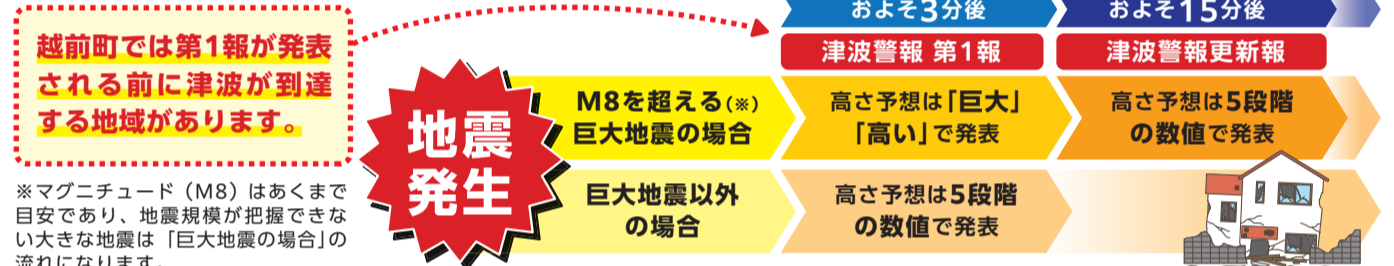 越前町では第1報が発表
される前に津波が到達
する地域があります。
※マグニチュード（M8）はあくまで
目安であり、地震規模が把握できな
い大きな地震は「巨大地震の場合」の
流れになります。
地震
発生
およそ3分後
およそ15分後
津波警報 第1報
津波警報更新報
M8を超える(※)
巨大地震の場合
高さ予想は「巨大」
「高い」で発表
高さ予想は5段階
の数値で発表
巨大地震以外
の場合
高さ予想は5段階
の数値で発表